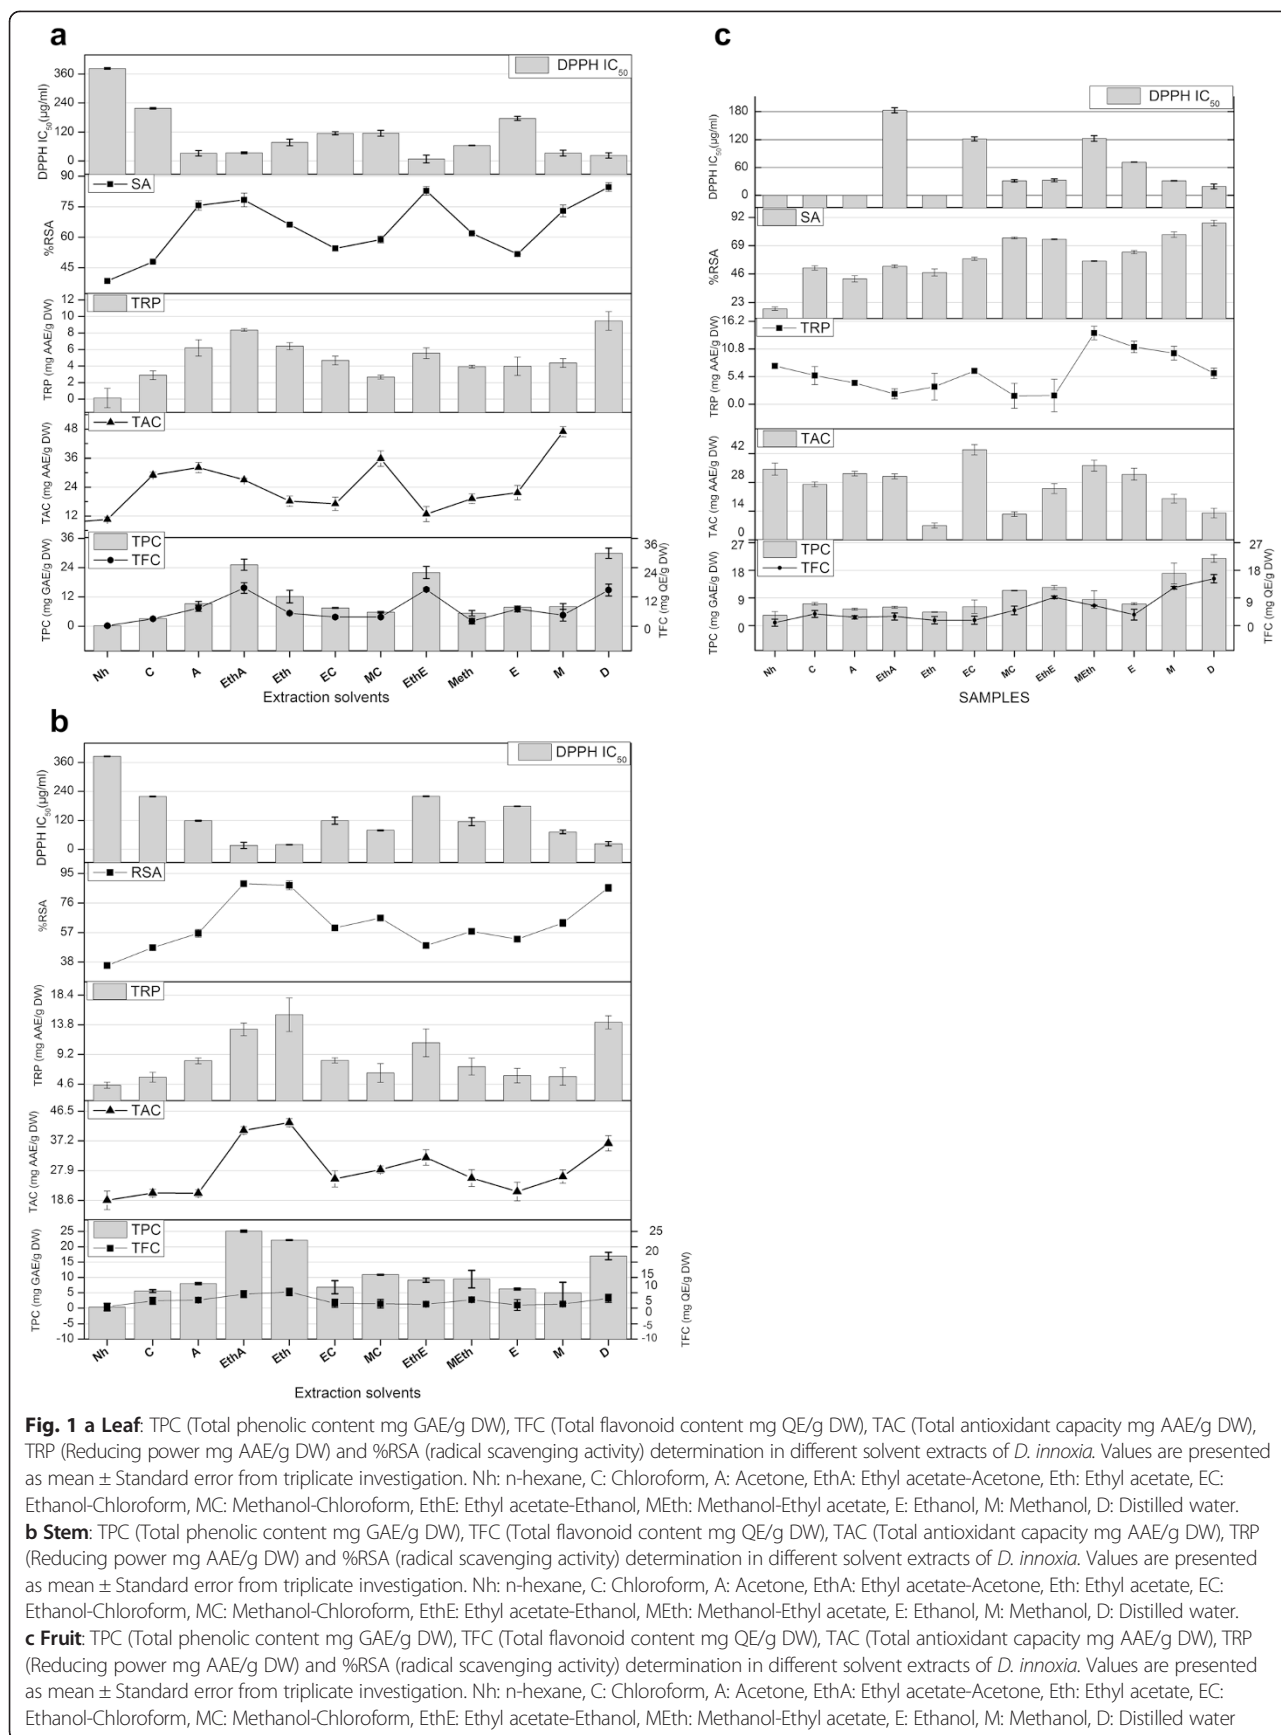 a
DPPH IC50
360
240
120
0
DPPH IC50(µg/ml)
SA
90
75
60
45
%RSA
TRP
12
10
8
6
4
2
0
TRP (mg AAE/g DW)
TAC
48
36
24
12
TAC (mg AAE/g DW)
TPC
TFC
36
24
12
0
TPC (mg GAE/g DW)
36
24
12
0
TFC (mg QE/g DW)
Nh C A EthA Eth EC MC EthE Meth E M D
Extraction solvents
c
DPPH IC50
180
120
60
0
DPPH IC50(µg/ml)
SA
92
69
46
23
%RSA
TRP
16.2
10.8
5.4
0.0
TRP (mg AAE/g DW)
TAC
42
28
14
0
TAC (mg AAE/g DW)
TPC
TFC
27
18
9
0
TPC (mg GAE/g DW)
27
18
9
0
TFC (mg QE/g DW)
Nh C A EthA Eth EC MC EthE MEth E M D
SAMPLES
b
DPPH IC50
360
240
120
0
DPPH IC50(µg/ml)
RSA
95
76
57
38
%RSA
TRP
18.4
13.8
9.2
4.6
TRP (mg AAE/g DW)
TAC
46.5
37.2
27.9
18.6
TAC (mg AAE/g DW)
TPC
TFC
25
20
15
10
5
0
-5
-10
TPC (mg GAE/g DW)
25
20
15
10
5
0
-5
-10
TFC (mg QE/g DW)
Nh C A EthA Eth EC MC EthE MEth E M D
Extraction solvents
Fig. 1 a Leaf: TPC (Total phenolic content mg GAE/g DW), TFC (Total flavonoid content mg QE/g DW), TAC (Total antioxidant capacity mg AAE/g DW),
TRP (Reducing power mg AAE/g DW) and %RSA (radical scavenging activity) determination in different solvent extracts of D. innoxia. Values are presented
as mean ± Standard error from triplicate investigation. Nh: n-hexane, C: Chloroform, A: Acetone, EthA: Ethyl acetate-Acetone, Eth: Ethyl acetate, EC:
Ethanol-Chloroform, MC: Methanol-Chloroform, EthE: Ethyl acetate-Ethanol, MEth: Methanol-Ethyl acetate, E: Ethanol, M: Methanol, D: Distilled water.
b Stem: TPC (Total phenolic content mg GAE/g DW), TFC (Total flavonoid content mg QE/g DW), TAC (Total antioxidant capacity mg AAE/g DW), TRP
(Reducing power mg AAE/g DW) and %RSA (radical scavenging activity) determination in different solvent extracts of D. innoxia. Values are presented
as mean ± Standard error from triplicate investigation. Nh: n-hexane, C: Chloroform, A: Acetone, EthA: Ethyl acetate-Acetone, Eth: Ethyl acetate, EC:
Ethanol-Chloroform, MC: Methanol-Chloroform, EthE: Ethyl acetate-Ethanol, MEth: Methanol-Ethyl acetate, E: Ethanol, M: Methanol, D: Distilled water.
c Fruit: TPC (Total phenolic content mg GAE/g DW), TFC (Total flavonoid content mg QE/g DW), TAC (Total antioxidant capacity mg AAE/g DW), TRP
(Reducing power mg AAE/g DW) and %RSA (radical scavenging activity) determination in different solvent extracts of D. innoxia. Values are presented
as mean ± Standard error from triplicate investigation. Nh: n-hexane, C: Chloroform, A: Acetone, EthA: Ethyl acetate-Acetone, Eth: Ethyl acetate, EC:
Ethanol-Chloroform, MC: Methanol-Chloroform, EthE: Ethyl acetate-Ethanol, MEth: Methanol-Ethyl acetate, E: Ethanol, M: Methanol, D: Distilled water